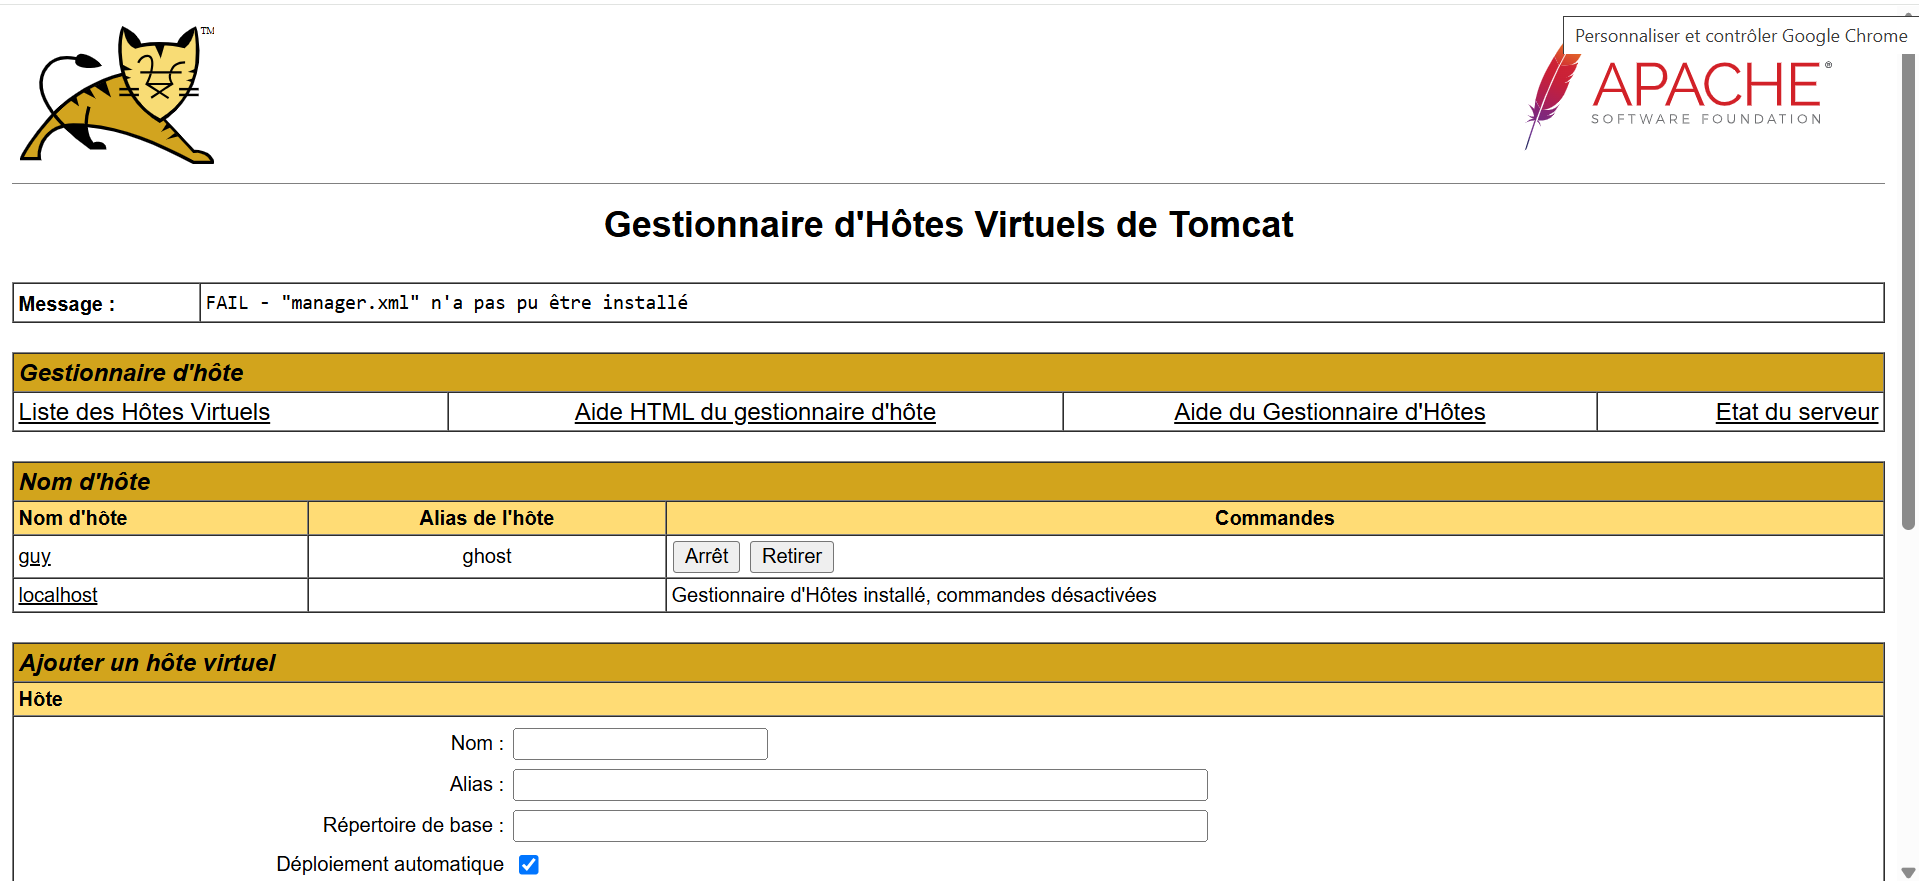 TM
Personnaliser et contrôler Google Chrome
APACHE®
SOFTWARE FOUNDATION
Gestionnaire d'Hôtes Virtuels de Tomcat
Message : FAIL - "manager.xml" n'a pas pu être installé
Gestionnaire d'hôte
Liste des Hôtes Virtuels Aide HTML du gestionnaire d'hôte Aide du Gestionnaire d'Hôtes Etat du serveur
Nom d'hôte
Nom d'hôte Alias de l'hôte Commandes
guy ghost Arrêt Retirer
localhost Gestionnaire d'Hôtes installé, commandes désactivées
Ajouter un hôte virtuel
Hôte
Nom :
Alias :
Répertoire de base :
Déploiement automatique